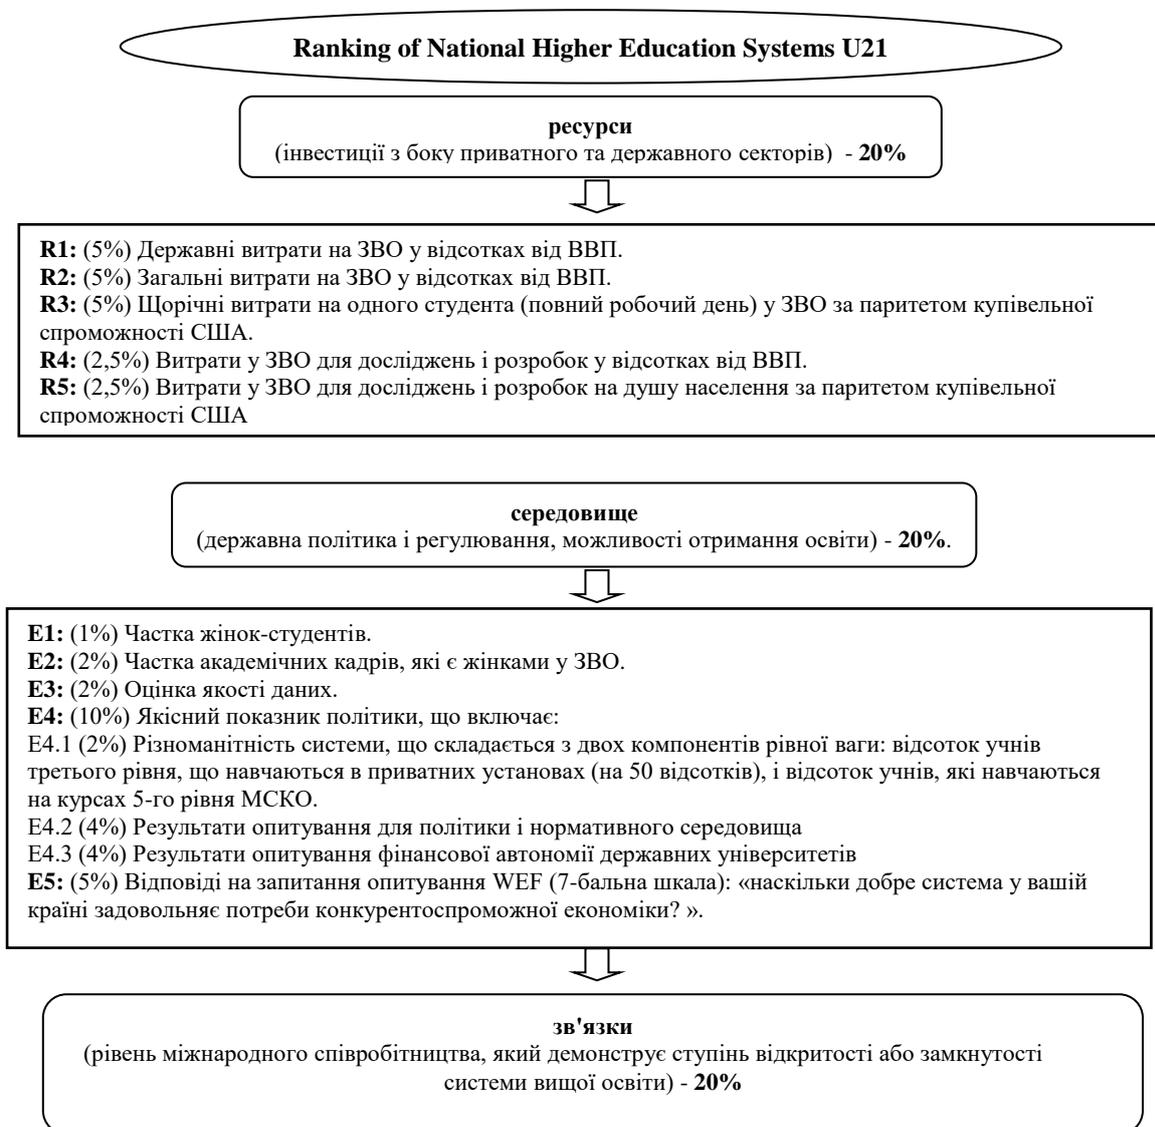 Ranking of National Higher Education Systems U21
ресурси
(інвестиції з боку приватного та державного секторів) - 20%
R1: (5%) Державні витрати на ЗВО у відсотках від ВВП.
R2: (5%) Загальні витрати на ЗВО у відсотках від ВВП.
R3: (5%) Щорічні витрати на одного студента (повний робочий день) у ЗВО за паритетом купівельної
спроможності США.
R4: (2,5%) Витрати у ЗВО для досліджень і розробок у відсотках від ВВП.
R5: (2,5%) Витрати у ЗВО для досліджень і розробок на душу населення за паритетом купівельної
спроможності США
середовище
(державна політика і регулювання, можливості отримання освіти) - 20%.
E1: (1%) Частка жінок-студентів.
E2: (2%) Частка академічних кадрів, які є жінками у ЗВО.
E3: (2%) Оцінка якості даних.
E4: (10%) Якісний показник політики, що включає:
E4.1 (2%) Різноманітність системи, що складається з двох компонентів рівної ваги: відсоток учнів
третього рівня, що навчаються в приватних установах (на 50 відсотків), і відсоток учнів, які навчаються
на курсах 5-го рівня МСКО.
E4.2 (4%) Результати опитування для політики і нормативного середовища
E4.3 (4%) Результати опитування фінансової автономії державних університетів
E5: (5%) Відповіді на запитання опитування WEF (7-бальна шкала): «наскільки добре система у вашій
країні задовольняє потреби конкурентоспроможної економіки? ».
зв'язки
(рівень міжнародного співробітництва, який демонструє ступінь відкритості або замкнутості
системи вищої освіти) - 20%